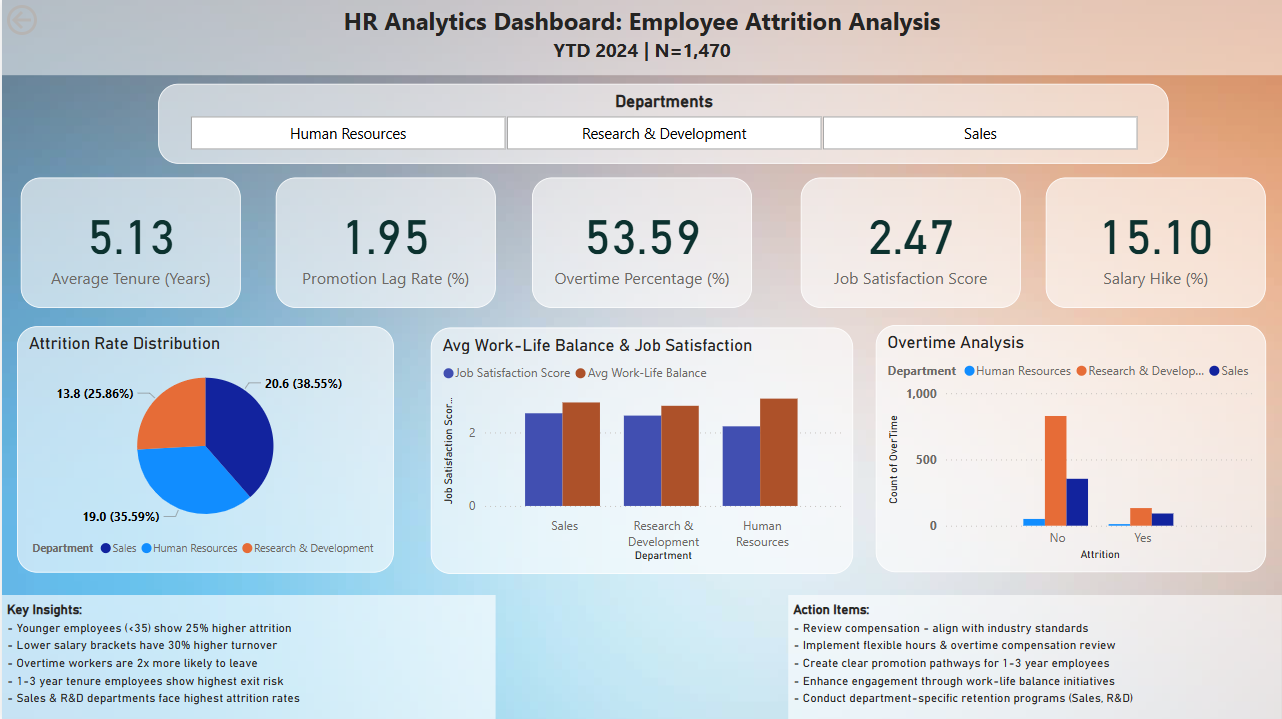 HR Analytics Dashboard: Employee Attrition Analysis
YTD 2024 | N=1,470
Departments
Human Resources
Research & Development
Sales
5.13
Average Tenure (Years)
1.95
Promotion Lag Rate (%)
53.59
Overtime Percentage (%)
2.47
Job Satisfaction Score
15.10
Salary Hike (%)
Attrition Rate Distribution
20.6 (38.55%)
13.8 (25.86%)
19.0 (35.59%)
Department Sales Human Resources Research & Development
Avg Work-Life Balance & Job Satisfaction
Job Satisfaction Score Avg Work-Life Balance
Job Satisfaction Scor...
2
0
Sales
Research &
Development
Human
Resources
Department
Overtime Analysis
Department Human Resources Research & Develop... Sales
Count of OverTime
1,000
500
0
No
Yes
Attrition
Key Insights:
- Younger employees (<35) show 25% higher attrition
- Lower salary brackets have 30% higher turnover
- Overtime workers are 2x more likely to leave
- 1-3 year tenure employees show highest exit risk
- Sales & R&D departments face highest attrition rates
Action Items:
- Review compensation - align with industry standards
- Implement flexible hours & overtime compensation review
- Create clear promotion pathways for 1-3 year employees
- Enhance engagement through work-life balance initiatives
- Conduct department-specific retention programs (Sales, R&D)